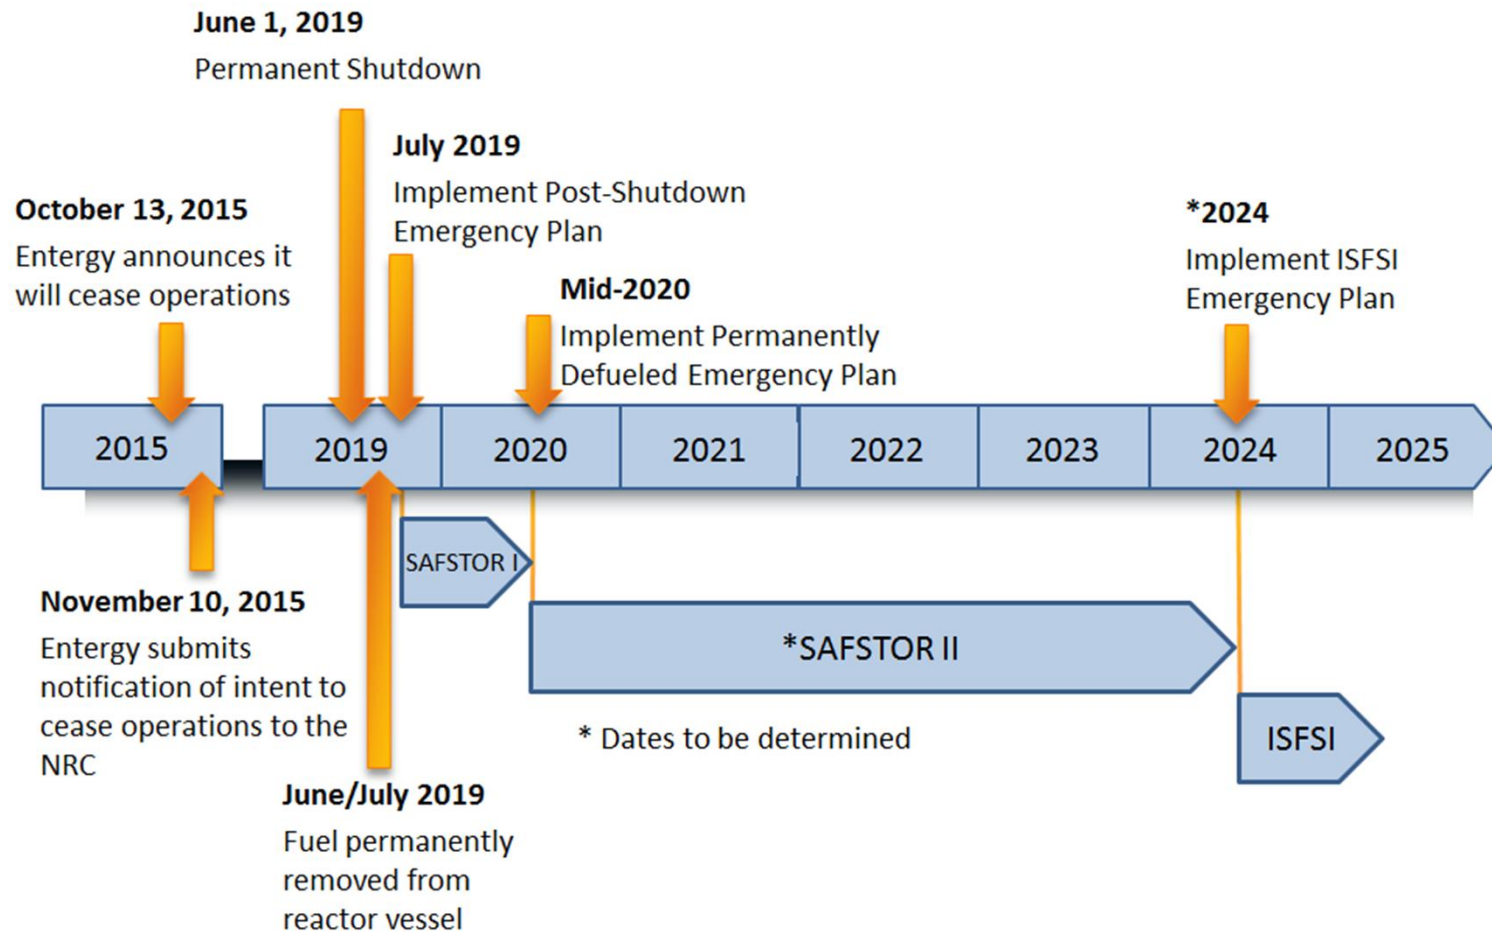 June 1, 2019
Permanent Shutdown
July 2019
Implement Post-Shutdown
Emergency Plan
October 13, 2015
Entergy announces it
will cease operations
*2024
Implement ISFSI
Emergency Plan
Mid-2020
Implement Permanently
Defueled Emergency Plan
2015
2019
2020
2021
2022
2023
2024
2025
SAFSTOR I
November 10, 2015
Entergy submits
notification of intent to
cease operations to the
NRC
*SAFSTOR II
* Dates to be determined
ISFSI
June/July 2019
Fuel permanently
removed from
reactor vessel